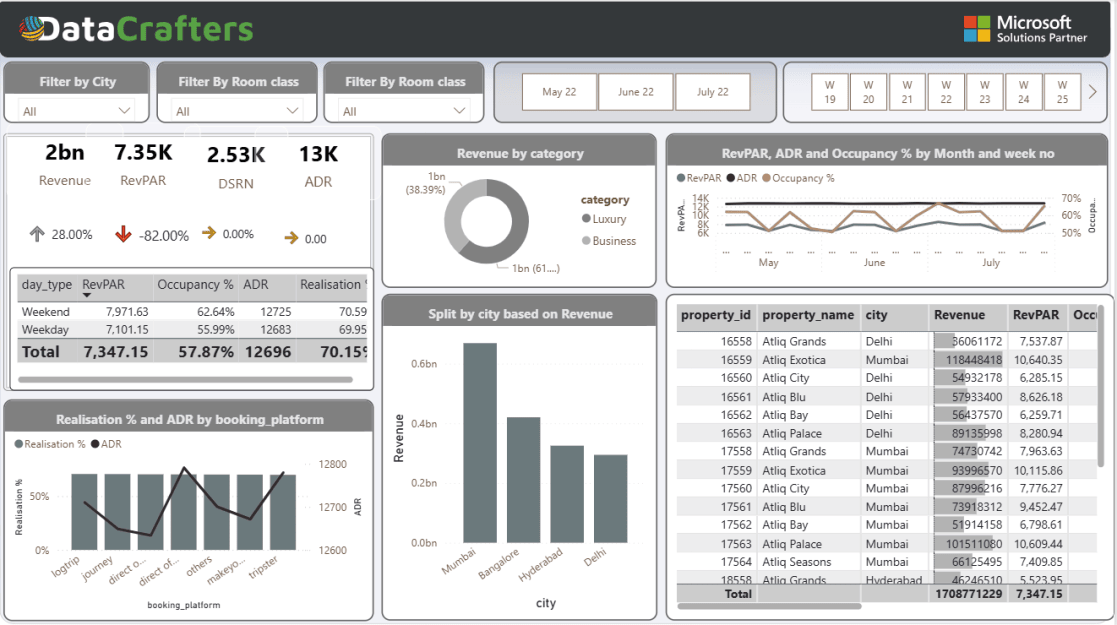 DataCrafters
Microsoft
Solutions Partner
Filter by City
All
Filter By Room class
All
Filter By Room class
All
May 22
June 22
July 22
W 19
W 20
W 21
W 22
W 23
W 24
W 25
2bn
Revenue
7.35K
RevPAR
2.53K
DSRN
13K
ADR
28.00%
-82.00%
0.00%
0.00
day_type RevPAR Occupancy % ADR Realisation
Weekend 7,971.63 62.64% 12725 70.59
Weekday 7,101.15 55.99% 12683 69.95
Total 7,347.15 57.87% 12696 70.15%
Realisation % and ADR by booking_platform
Realisation % ADR
Realisation %
50%
0%
12800
12700
12600
ADR
logtrip
journey
direct o...
direct of...
others
makeyo...
tripster
booking_platform
Revenue by category
1bn
(38.39%)
1bn (61....)
category
Luxury
Business
Split by city based on Revenue
Revenue
0.6bn
0.4bn
0.2bn
0.0bn
Mumbai
Bangalore
Hyderabad
Delhi
city
RevPAR, ADR and Occupancy % by Month and week no
RevPAR ADR Occupancy %
RevPA...
14K
12K
10K
8K
6K
70%
60%
50%
Occupa...
... ... ... ... ... ... ... ... ... ... ... ... ... ... ... ...
May
June
July
property_id property_name city Revenue RevPAR Occu
16558 Atliq Grands Delhi 36061172 7,537.87
16559 Atliq Exotica Mumbai 118448418 10,640.35
16560 Atliq City Delhi 54932178 6,285.15
16561 Atliq Blu Delhi 57933400 8,626.18
16562 Atliq Bay Delhi 56437570 6,259.71
16563 Atliq Palace Delhi 89135998 8,280.94
17558 Atliq Grands Mumbai 74730742 7,963.63
17559 Atliq Exotica Mumbai 93996570 10,115.86
17560 Atliq City Mumbai 87996216 7,776.27
17561 Atliq Blu Mumbai 73918312 9,452.47
17562 Atliq Bay Mumbai 51914158 6,798.61
17563 Atliq Palace Mumbai 101511080 10,609.44
17564 Atliq Seasons Mumbai 66125495 7,409.85
18558 Atliq Grands Hyderabad 46246510 5,523.95
Total 1708771229 7,347.15